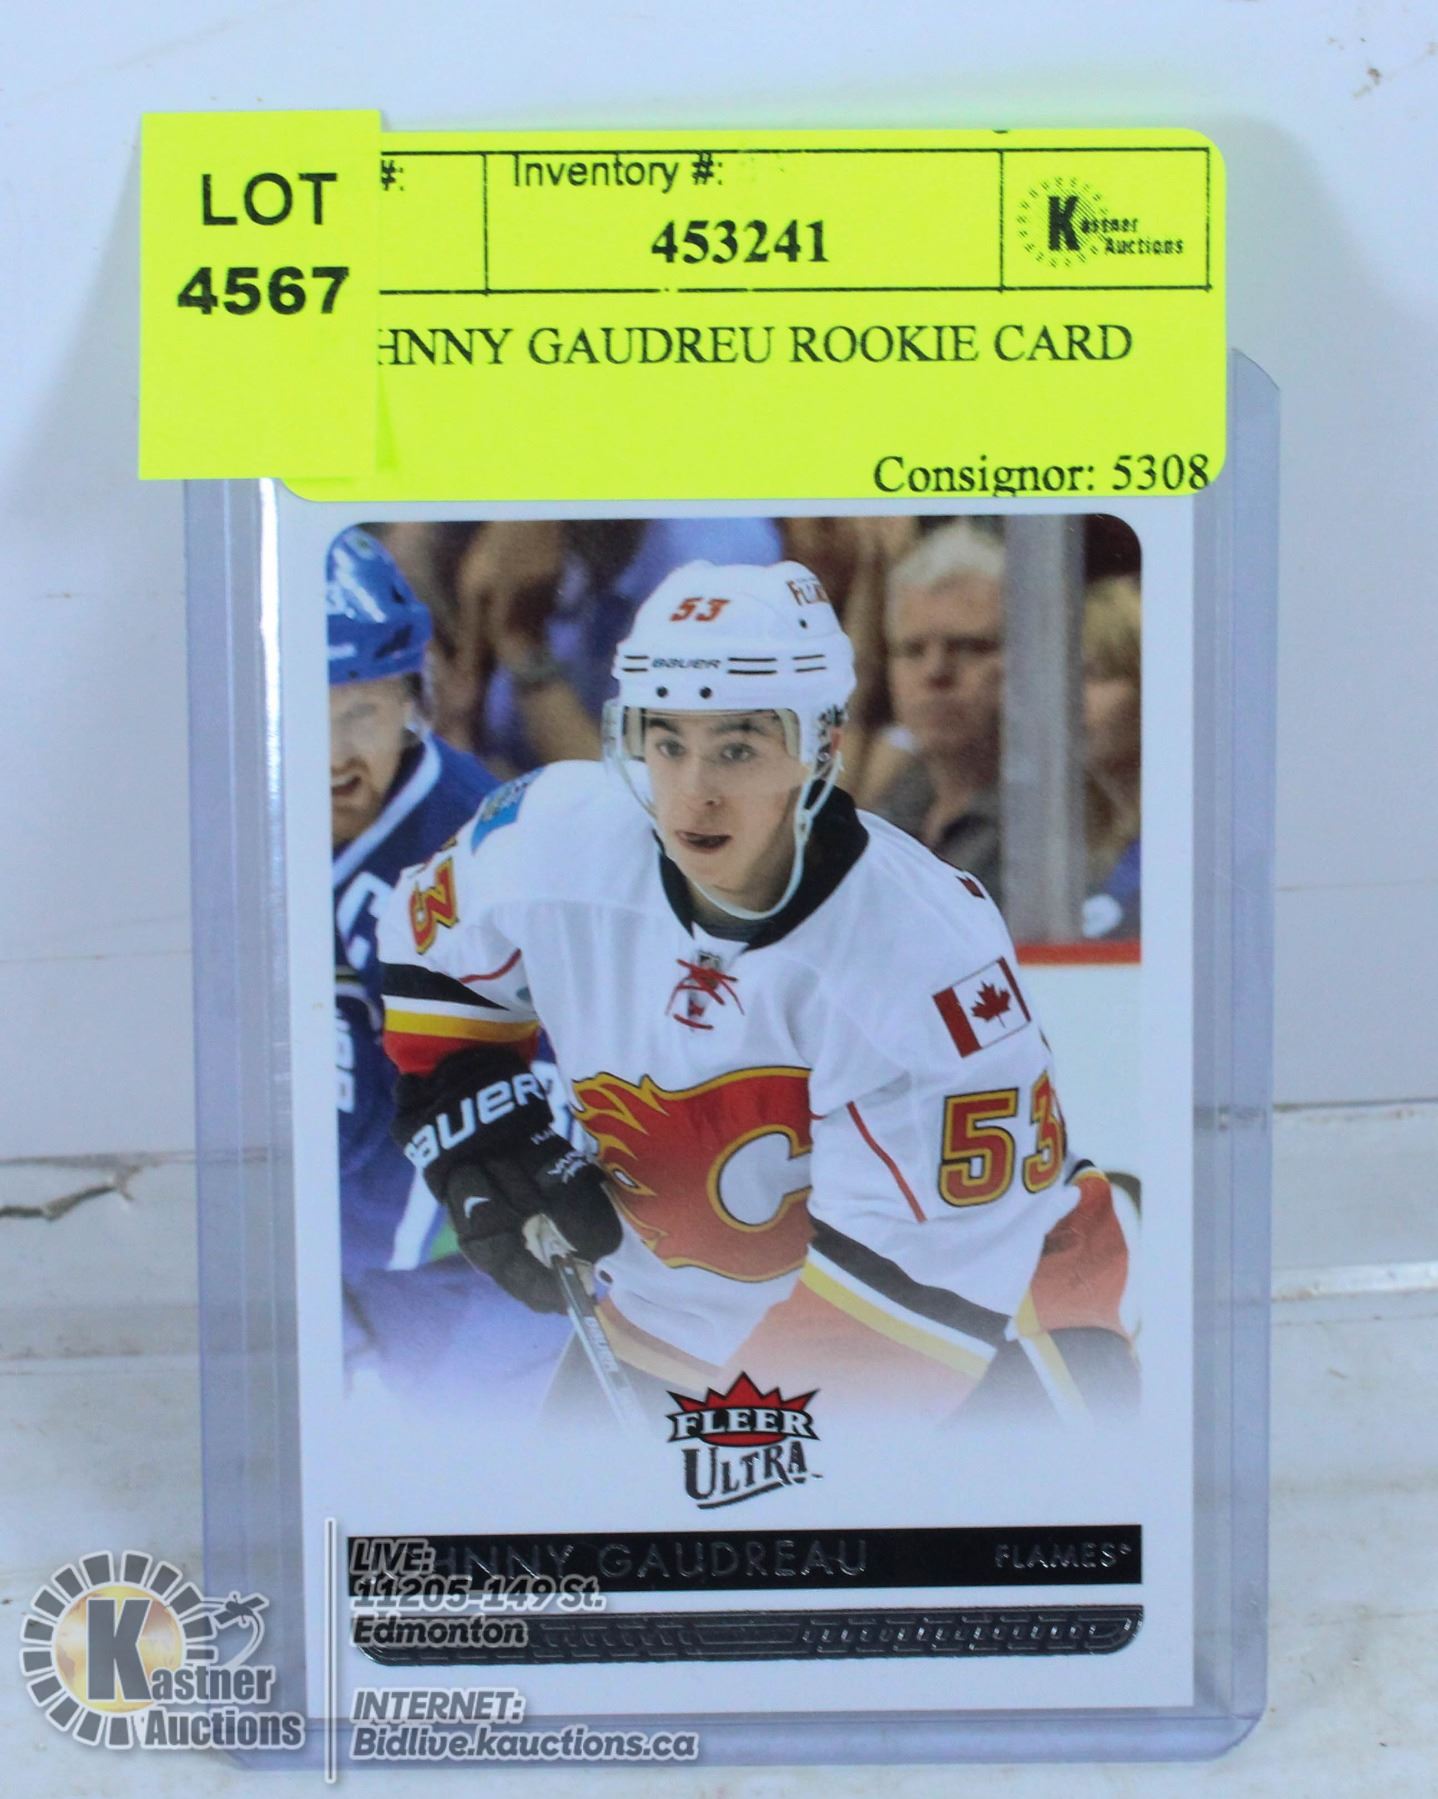 LOT
4567
#:
Inventory #:
453241
Kastner
Auctions
HNNY GAUDREU ROOKIE CARD
Consignor: 5308
53
BAUER
53
C
BAUER
FLEER
ULTRA
HNNY GAUDREAU
FLAMES
LIVE:
11205-149 St.
Edmonton
INTERNET:
Bidlive.kauctions.ca
Kastner
Auctions